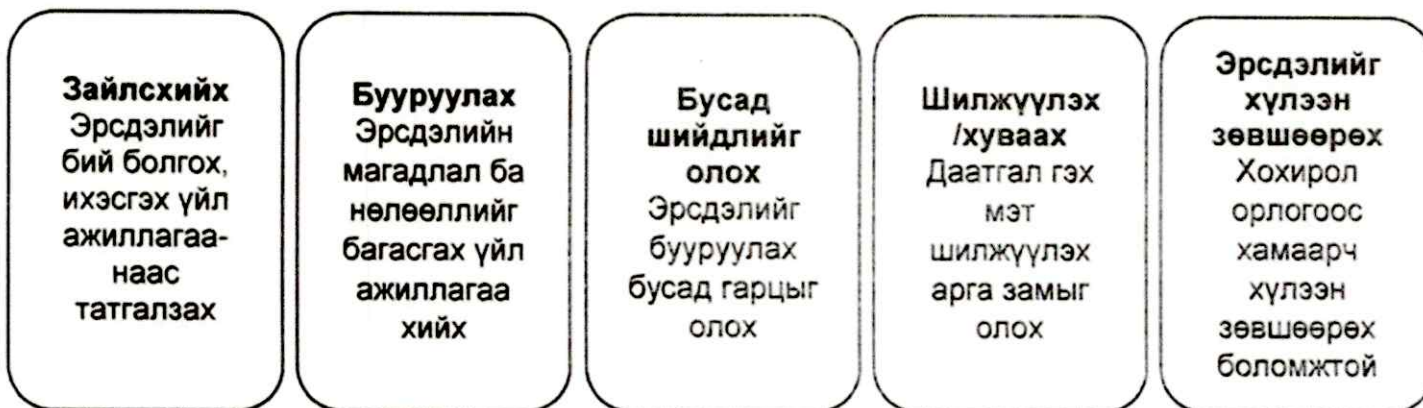 Зайлсхийх
Эрсдэлийг
бий болгох,
ихэсгэх үйл
ажиллагаа-
наас
татгалзах
Бууруулах
Эрсдэлийн
магадлал ба
нөлөөллийг
багасгах үйл
ажиллагаа
хийх
Бусад
шийдлийг
олох
Эрсдэлийг
бууруулах
бусад гарцыг
олох
Шилжүүлэх
/хуваах
Даатгал гэх
мэт
шилжүүлэх
арга замыг
олох
Эрсдэлийг
хүлээн
зөвшөөрөх
Хохирол
орлогоос
хамаарч
хүлээн
зөвшөөрөх
боломжтой